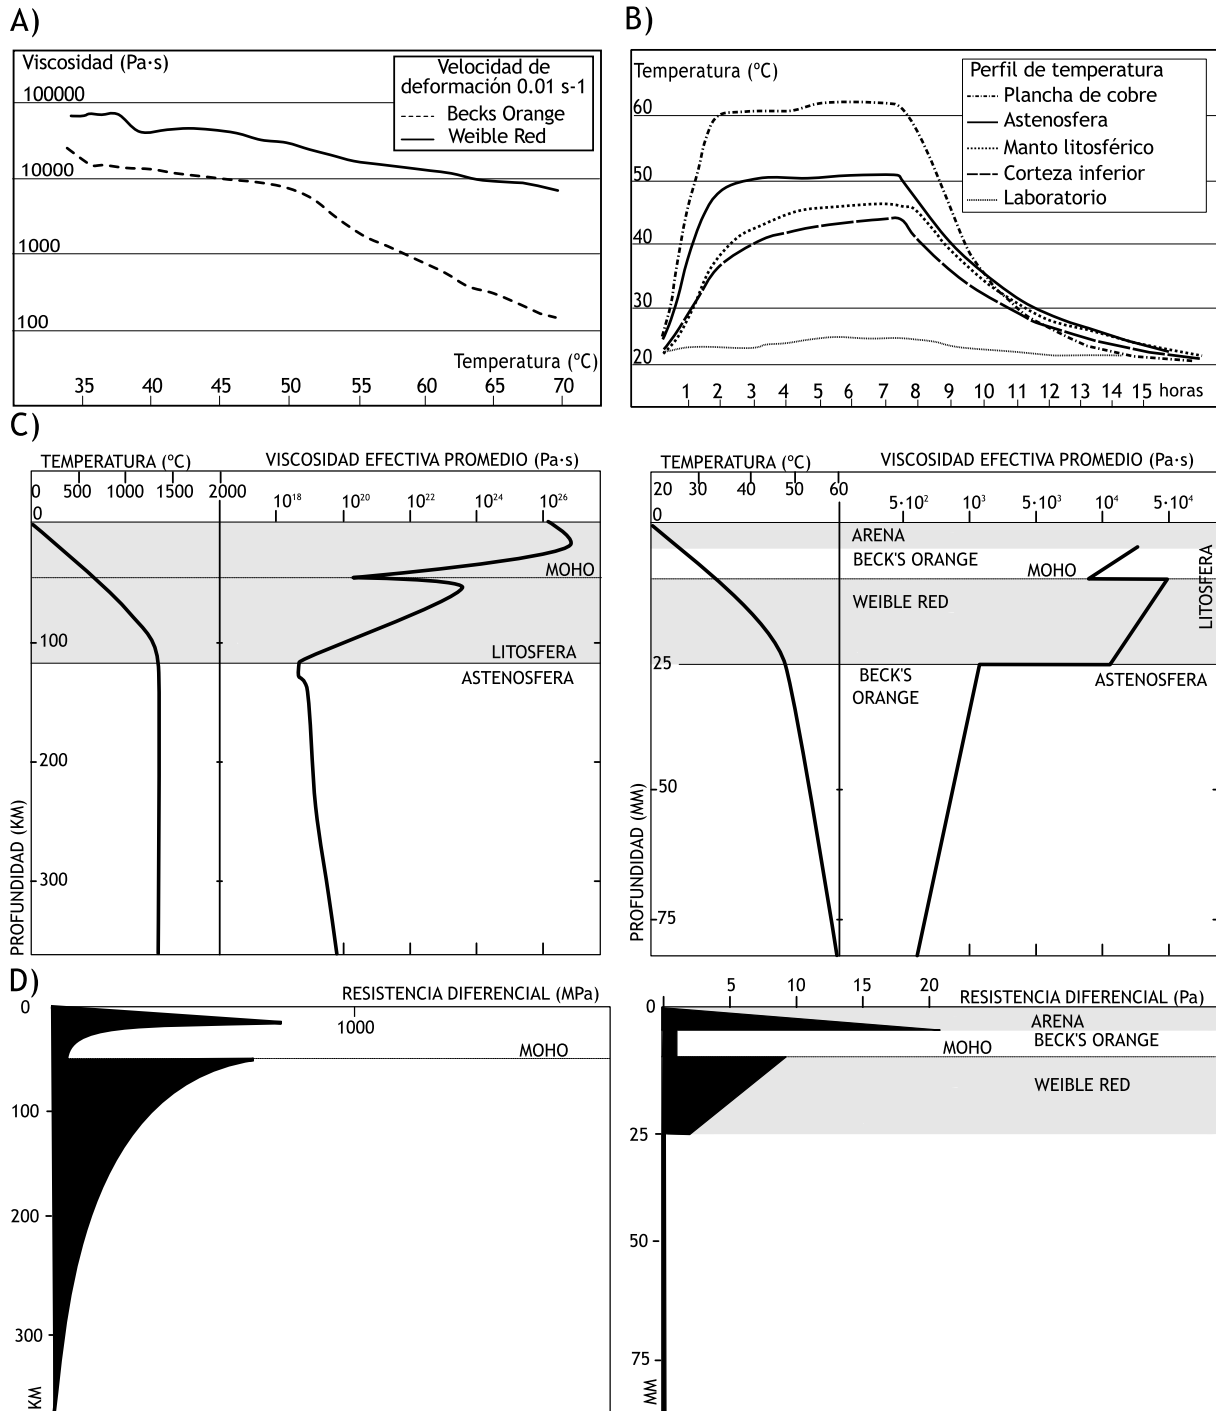 A)
Viscosidad (Pa·s)
Velocidad de
deformación 0.01 s-1
Becks Orange
Weible Red
100000
10000
1000
100
Temperatura (ºC)
35 40 45 50 55 60 65 70
B)
Temperatura (ºC)
Perfil de temperatura
Plancha de cobre
Astenosfera
Manto litosférico
Corteza inferior
Laboratorio
60
50
40
30
20
1 2 3 4 5 6 7 8 9 10 11 12 13 14 15 horas
C)
TEMPERATURA (ºC) VISCOSIDAD EFECTIVA PROMEDIO (Pa·s)
0 500 1000 1500 2000 10¹⁸ 10²⁰ 10²² 10²⁴ 10²⁶
0
MOHO
100
LITOSFERA
ASTENOSFERA
200
300
PROFUNDIDAD (KM)
TEMPERATURA (ºC) VISCOSIDAD EFECTIVA PROMEDIO (Pa·s)
20 30 40 50 60 5·10² 10³ 5·10³ 10⁴ 5·10⁴
0
ARENA
BECK'S ORANGE
MOHO
WEIBLE RED
LITOSFERA
25
BECK'S
ORANGE
ASTENOSFERA
50
75
PROFUNDIDAD (MM)
D)
RESISTENCIA DIFERENCIAL (MPa)
0
1000
MOHO
100
200
300
KM
5 10 15 20
RESISTENCIA DIFERENCIAL (Pa)
0
ARENA
BECK'S ORANGE
MOHO
WEIBLE RED
25
50
75
MM